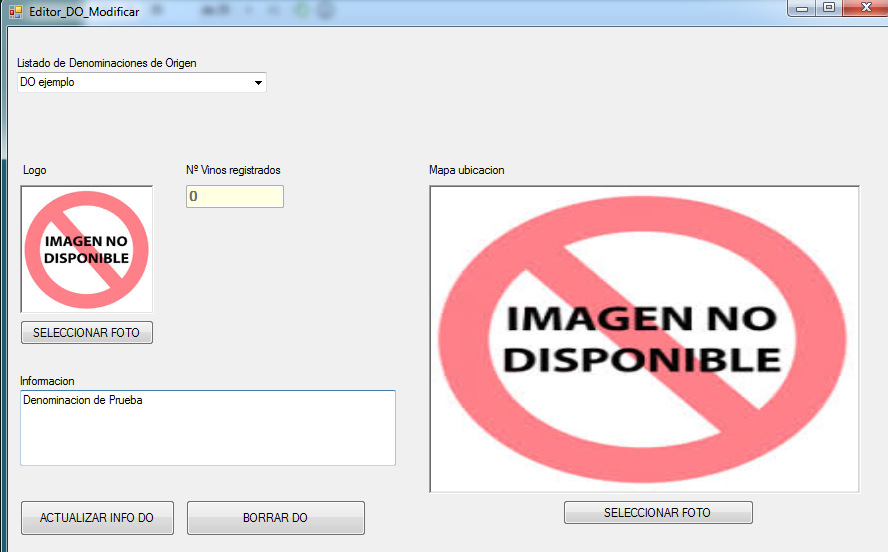 Editor_DO_Modificar
Listado de Denominaciones de Origen
DO ejemplo
Logo
Nº Vinos registrados
Mapa ubicacion
0
IMAGEN NO
DISPONIBLE
IMAGEN NO
DISPONIBLE
SELECCIONAR FOTO
Informacion
Denominacion de Prueba
ACTUALIZAR INFO DO
BORRAR DO
SELECCIONAR FOTO